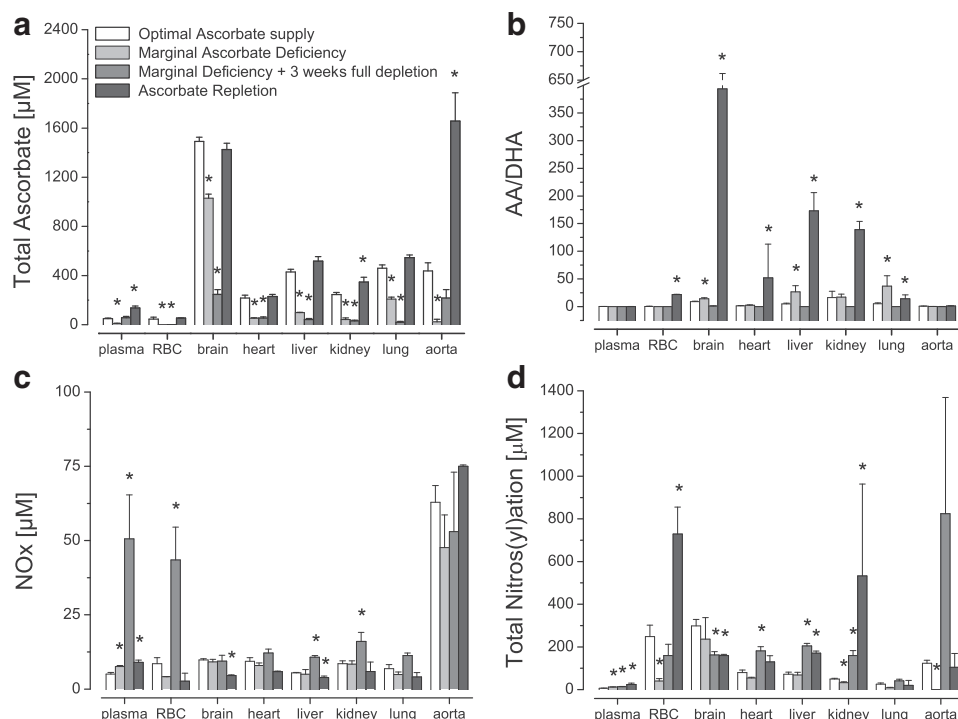 a
2400
2000
1600
1200
800
400
0
Total Ascorbate [µM]
Optimal Ascorbate supply
Marginal Ascorbate Deficiency
Marginal Deficiency + 3 weeks full depletion
Ascorbate Repletion
* * * * * * * * * * * * * * * * *
plasma RBC brain heart liver kidney lung aorta
b
750
700
650
350
300
250
200
150
100
50
0
AA/DHA
* * * * * * * * *
plasma RBC brain heart liver kidney lung aorta
c
100
75
50
25
0
NOx [µM]
* * * * * * * *
plasma RBC brain heart liver kidney lung aorta
d
1400
1200
1000
800
600
400
200
0
Total Nitros(yl)ation [µM]
* * * * * * * * * * * * * *
plasma RBC brain heart liver kidney lung aorta